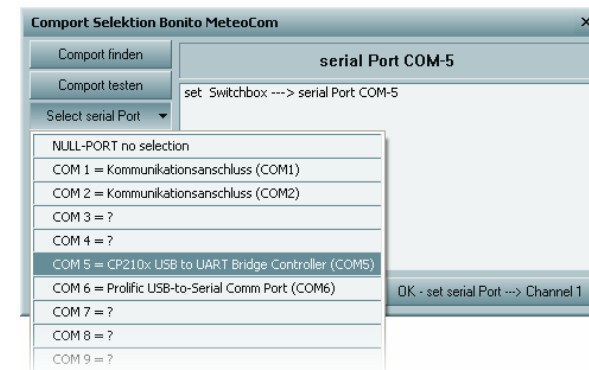 Comport Selektion Bonito MeteoCom
×
Comport finden
serial Port COM-5
Comport testen
set Switchbox ---> serial Port COM-5
Select serial Port
NULL-PORT no selection
COM 1 = Kommunikationsanschluss (COM1)
COM 2 = Kommunikationsanschluss (COM2)
COM 3 = ?
COM 4 = ?
COM 5 = CP210x USB to UART Bridge Controller (COM5)
COM 6 = Prolific USB-to-Serial Comm Port (COM6)
OK - set serial Port ---> Channel 1
COM 7 = ?
COM 8 = ?
COM 9 = ?